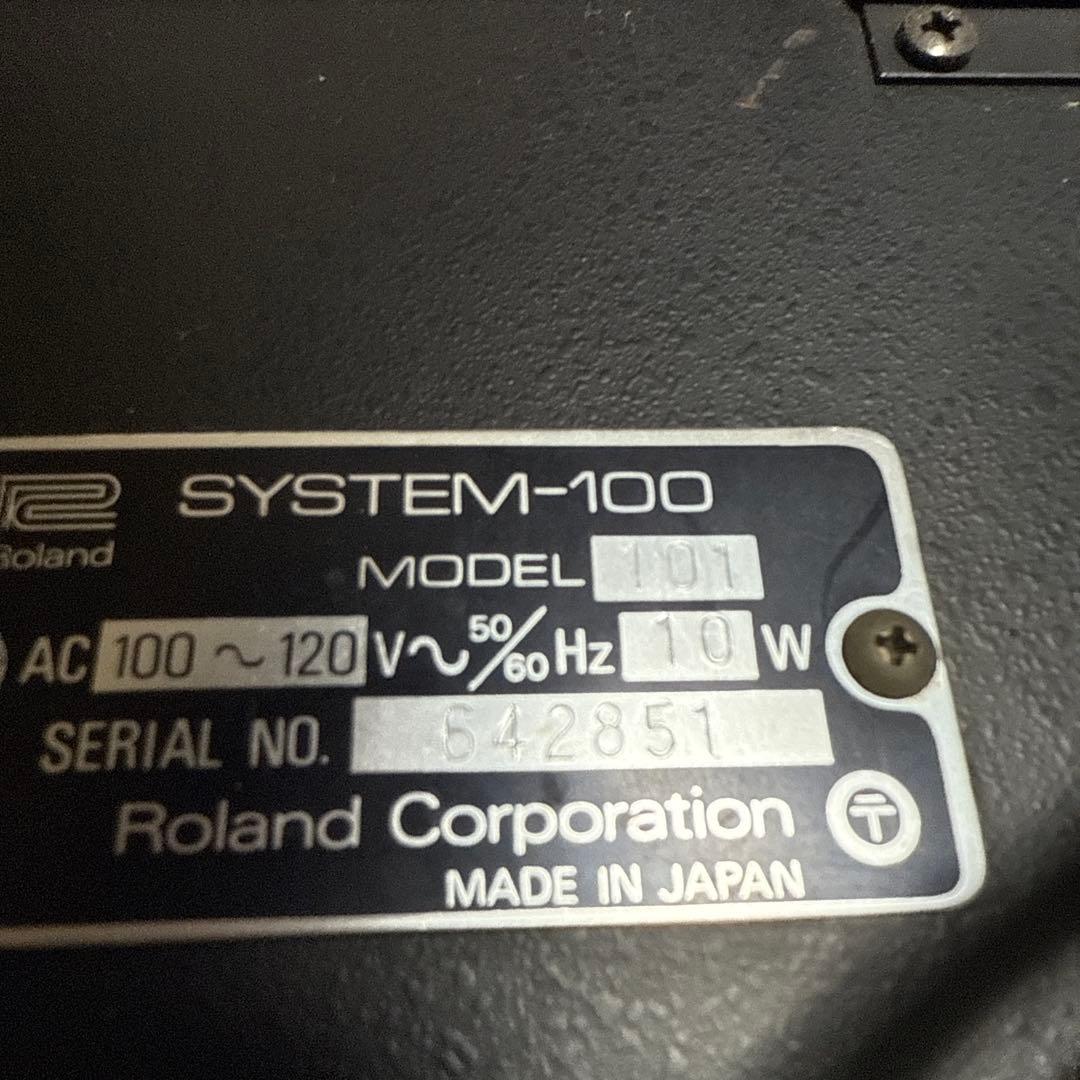 SYSTEM-100
Roland
MODEL 101
AC 100~120 V~ 50/60 Hz 10 W
SERIAL NO. 642851
Roland Corporation
〒
MADE IN JAPAN